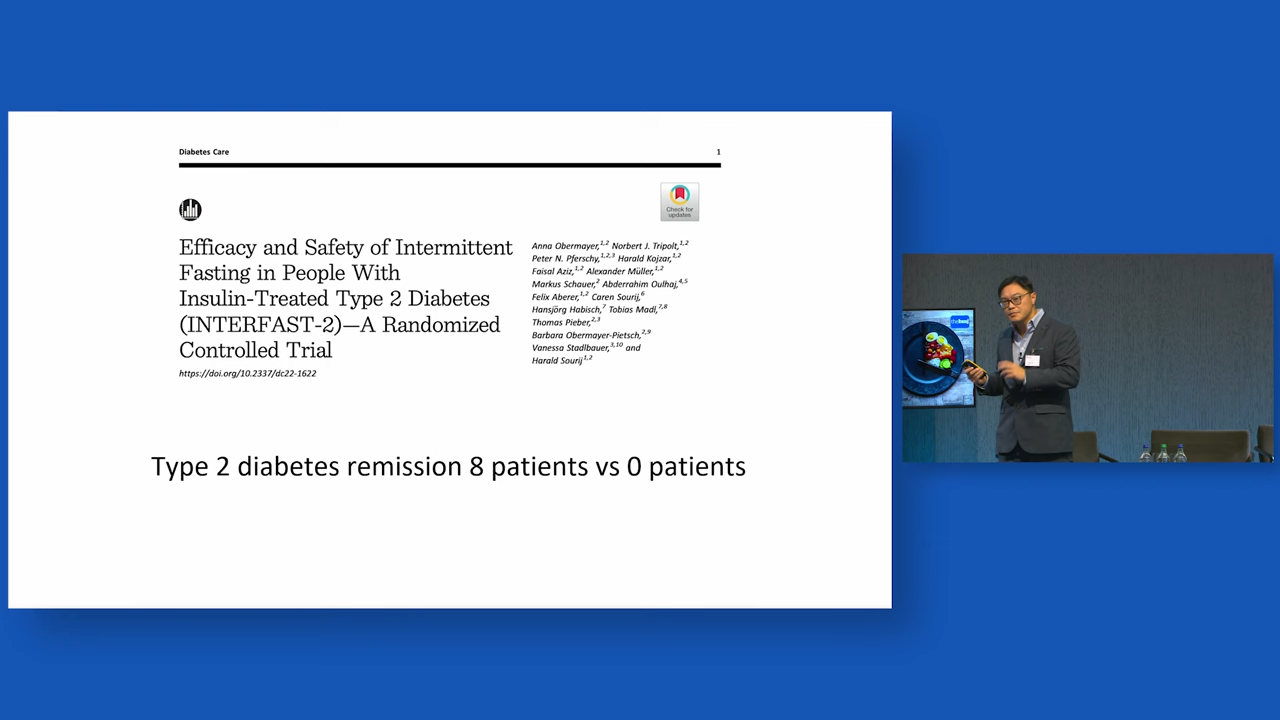 Diabetes Care
1
Check for
updates
Efficacy and Safety of Intermittent
Fasting in People With
Insulin-Treated Type 2 Diabetes
(INTERFAST-2)—A Randomized
Controlled Trial
https://doi.org/10.2337/dc22-1622
Anna Obermayer,1,2 Norbert J. Tripolt,1,2
Peter N. Pferschy,1,2,3 Harald Kojzar,1,2
Faisal Aziz,1,2 Alexander Müller,1,2
Markus Schauer,2 Abderrahim Oulhaj,4,5
Felix Aberer,1,2 Caren Sourij,6
Hansjörg Habisch,7 Tobias Madl,7,8
Thomas Pieber,2,3
Barbara Obermayer-Pietsch,2,9
Vanessa Stadlbauer,3,10 and
Harald Sourij1,2
Type 2 diabetes remission 8 patients vs 0 patients